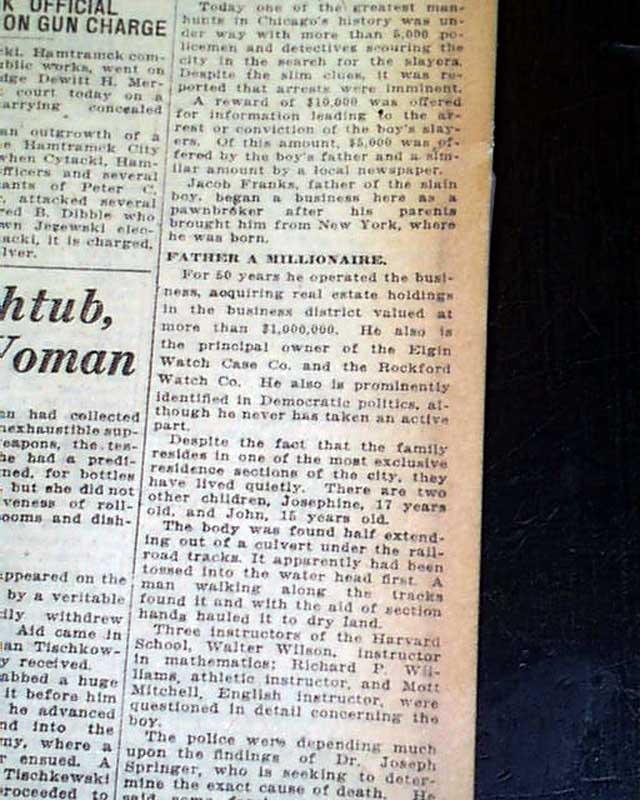 K OFFICIAL
ON GUN CHARGE
cki, Hamtramck com-
ublic works, went on
dge Dewitt H. Mer-
court today on a
arrying concealed
an outgrowth of a
e Hamtramck City
when Cytacki, Ham-
officers and several
ants of Peter C.
, attacked several
red B. Dibble who
wn Jezewski elec-
acki, it is charged,
lver.
htub,
Woman
an had collected
nexhaustible sup-
eapons, the tes-
he had a predi-
ned, for bottles
, but she did not
veness of roll-
ooms and dish-
appeared on the
by a veritable
ily withdrew
Aid came in
an Tischkow-
y received.
abbed a huge
it before him
he advanced
nd into the
my, where a
r ensued. A
Tischkewski
roceeded to
Today one of the greatest man-
hunts in Chicago's history was un-
der way with more than 5,000 po-
licemen and detectives scouring the
city in the search for the slayers.
Despite the slim clues, it was re-
ported that arrests were imminent.
A reward of $10,000 was offered
for information leading to the ar-
rest or conviction of the boy's slay-
ers. Of this amount, $5,000 was of-
fered by the boy's father and a sim-
ilar amount by a local newspaper.
Jacob Franks, father of the slain
boy, began a business here as a
pawnbroker after his parents
brought him from New York, where
he was born.
FATHER A MILLIONAIRE.
For 50 years he operated the busi-
ness, acquiring real estate holdings
in the business district valued at
more than $1,000,000. He also is
the principal owner of the Elgin
Watch Case Co. and the Rockford
Watch Co. He also is prominently
identified in Democratic politics, al-
though he never has taken an active
part.
Despite the fact that the family
resides in one of the most exclusive
residence sections of the city, they
have lived quietly. There are two
other children, Josephine, 17 years
old, and John, 15 years old.
The body was found half extend-
ing out of a culvert under the rail-
road tracks. It apparently had been
tossed into the water head first. A
man walking along the tracks
found it and with the aid of section
hands hauled it to dry land.
Three instructors of the Harvard
School, Walter Wilson, instructor
in mathematics; Richard P. Wil-
liams, athletic instructor, and Mott
Mitchell, English instructor, were
questioned in detail concerning the
boy.
The police were depending much
upon the findings of Dr. Joseph
Springer, who is seeking to deter-
mine the exact cause of death. He
said some